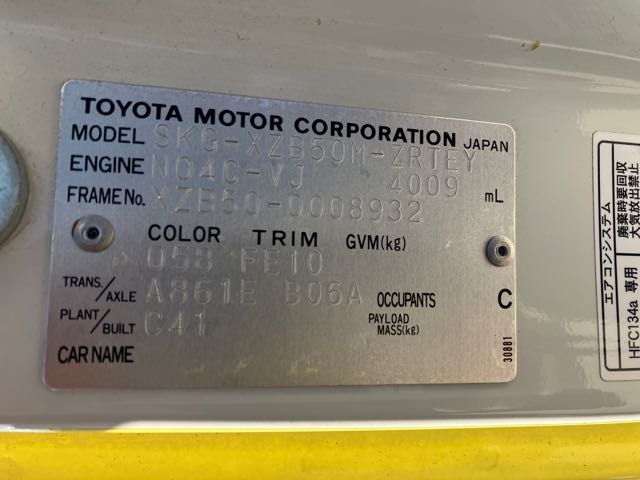 TOYOTA MOTOR CORPORATION JAPAN
MODEL SKG-XZB50M-ZRTEY
ENGINE N04C-VJ 4009 mL
FRAME No. XZB50-0008932
COLOR TRIM GVM(kg)
058 FE10
TRANS./AXLE A861E B06A OCCUPANTS C
PLANT/BUILT C41 PAYLOAD MASS(kg)
CAR NAME
30881
エアコンシステム
廃棄時要回収
大気放出禁止
HFC134a 専用